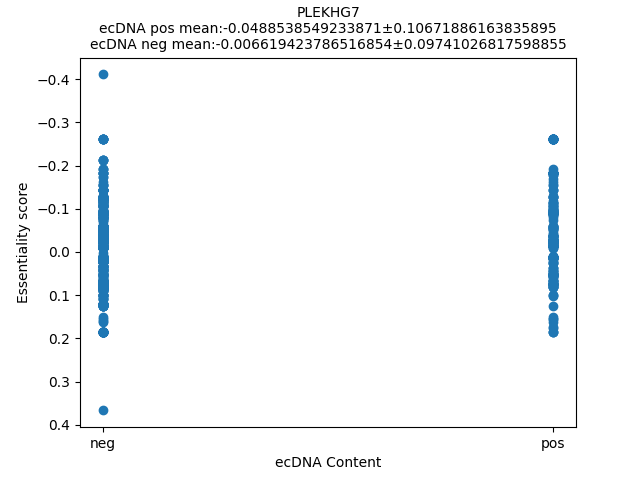 PLEKHG7
ecDNA pos mean:-0.0488538549233871±0.10671886163835895
ecDNA neg mean:-0.006619423786516854±0.09741026817598855
−0.4
−0.3
−0.2
−0.1
0.0
0.1
0.2
0.3
0.4
Essentiality score
neg
pos
ecDNA Content